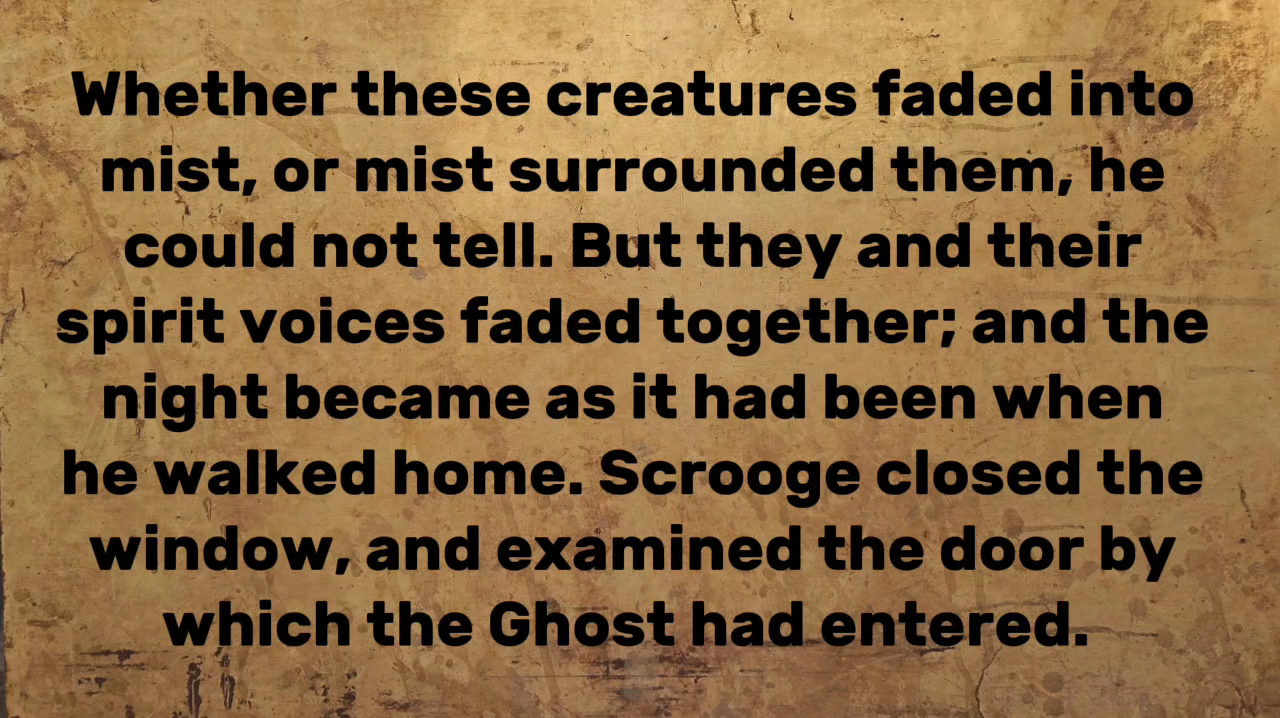 Whether these creatures faded into
mist, or mist surrounded them, he
could not tell. But they and their
spirit voices faded together; and the
night became as it had been when
he walked home. Scrooge closed the
window, and examined the door by
which the Ghost had entered.